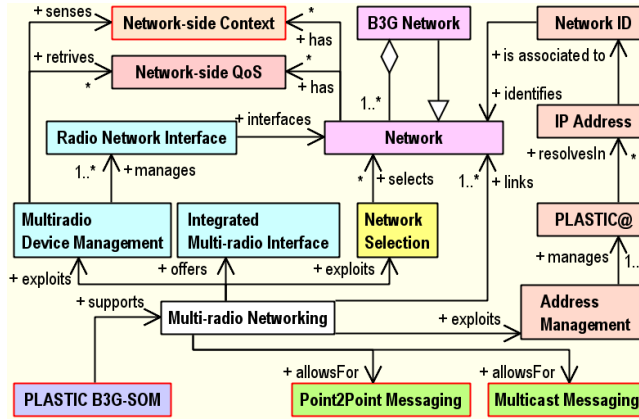 + senses
Network-side Context
*
+ has
B3G Network
Network ID
+ retrives
*
Network-side QoS
*
+ has
+ is associated to
+ identifies
1..*
+ interfaces
Radio Network Interface
Network
IP Address
1..*
+ manages
*
+ selects
1..*
+ links
+ resolvesIn
*
Multiradio
Device Management
Integrated
Multi-radio Interface
Network
Selection
PLASTIC@
+ manages
1..
+ exploits
+ offers
+ exploits
+ supports
Multi-radio Networking
+ exploits
Address
Management
+ allowsFor
+ allowsFor
PLASTIC B3G-SOM
Point2Point Messaging
Multicast Messaging